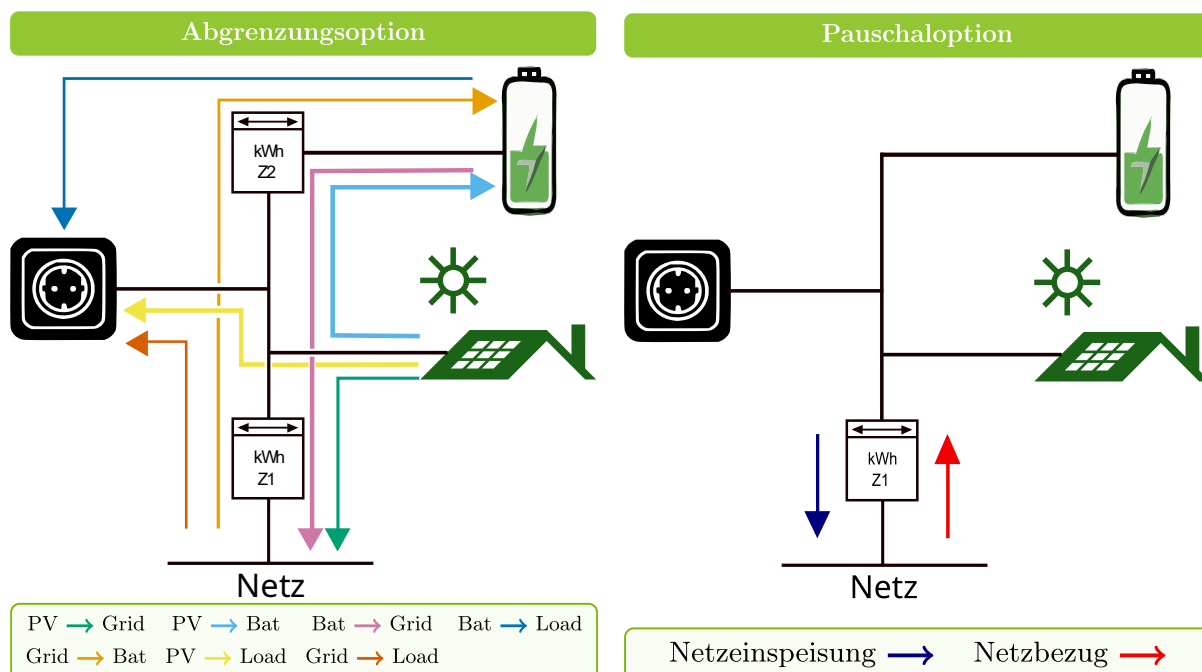 Abgrenzungsoption
kWh
Z2
kWh
Z1
Netz
PV → Grid PV → Bat Bat → Grid Bat → Load
Grid → Bat PV → Load Grid → Load
Pauschaloption
kWh
Z1
Netz
Netzeinspeisung → Netzbezug →